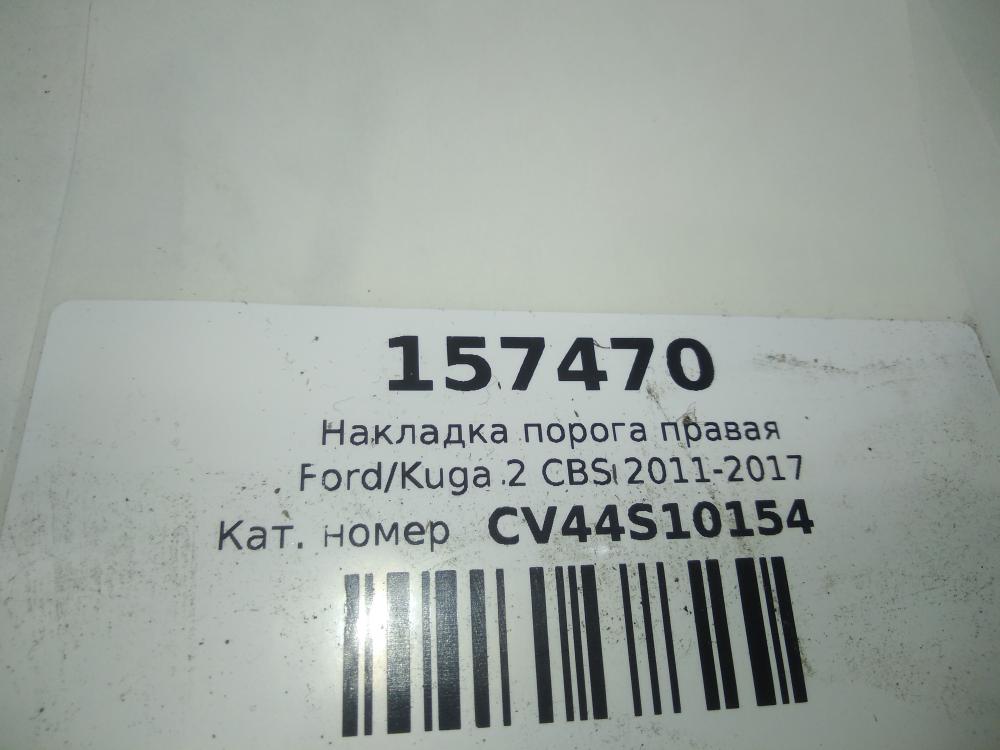 157470
Накладка порога правая
Ford/Kuga 2 CBS 2011-2017
Кат. номер CV44S10154